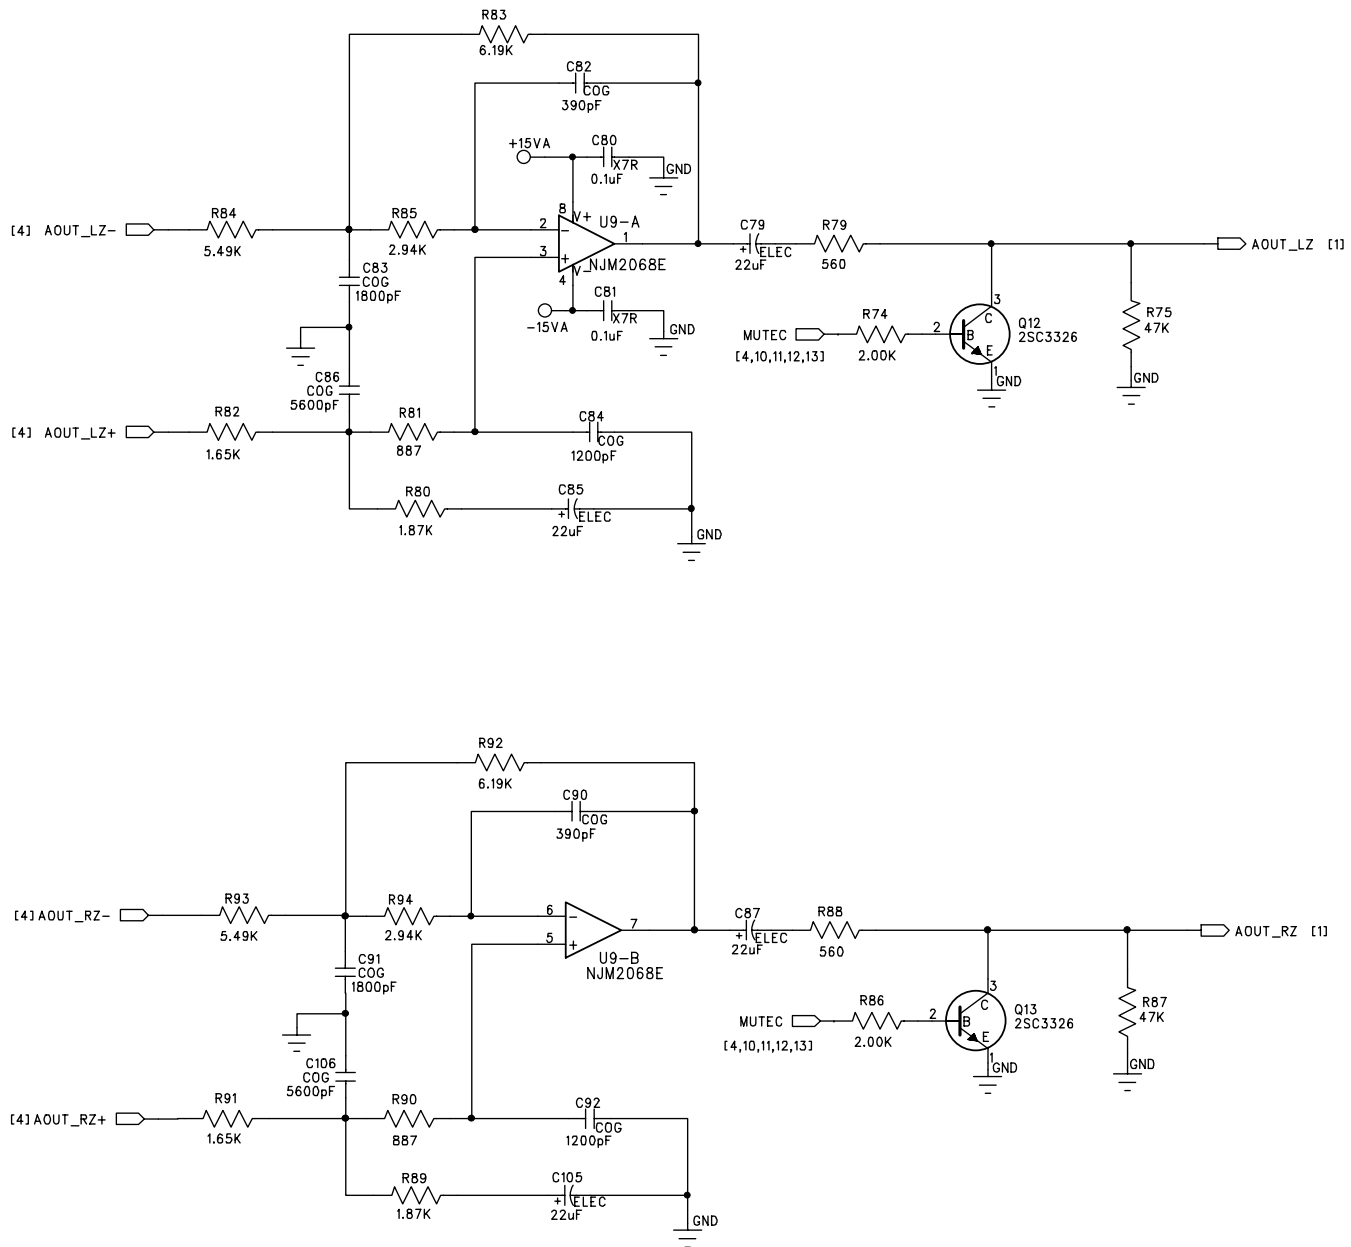 R83
6.19K
C82
COG
390pF
+15VA
C80
X7R
0.1uF
GND
8
V+
U9-A
[4] AOUT_LZ-
R84
5.49K
R85
2.94K
2
-
3
+
1
V-
4
NJM2068E
C79
+
ELEC
22uF
R79
560
AOUT_LZ [1]
C83
COG
1800pF
-15VA
C81
X7R
0.1uF
GND
MUTEC
[4,10,11,12,13]
R74
2.00K
2
B
3
C
E
1
Q12
2SC3326
GND
R75
47K
GND
C86
COG
5600pF
[4] AOUT_LZ+
R82
1.65K
R81
887
C84
COG
1200pF
R80
1.87K
C85
+
ELEC
22uF
GND
R92
6.19K
C90
COG
390pF
[4]AOUT_RZ-
R93
5.49K
R94
2.94K
6
-
5
+
7
U9-B
NJM2068E
C87
+
ELEC
22uF
R88
560
AOUT_RZ [1]
C91
COG
1800pF
MUTEC
[4,10,11,12,13]
R86
2.00K
2
B
3
C
E
1
Q13
2SC3326
GND
R87
47K
GND
C106
COG
5600pF
[4]AOUT_RZ+
R91
1.65K
R90
887
C92
COG
1200pF
R89
1.87K
C105
+
ELEC
22uF
GND